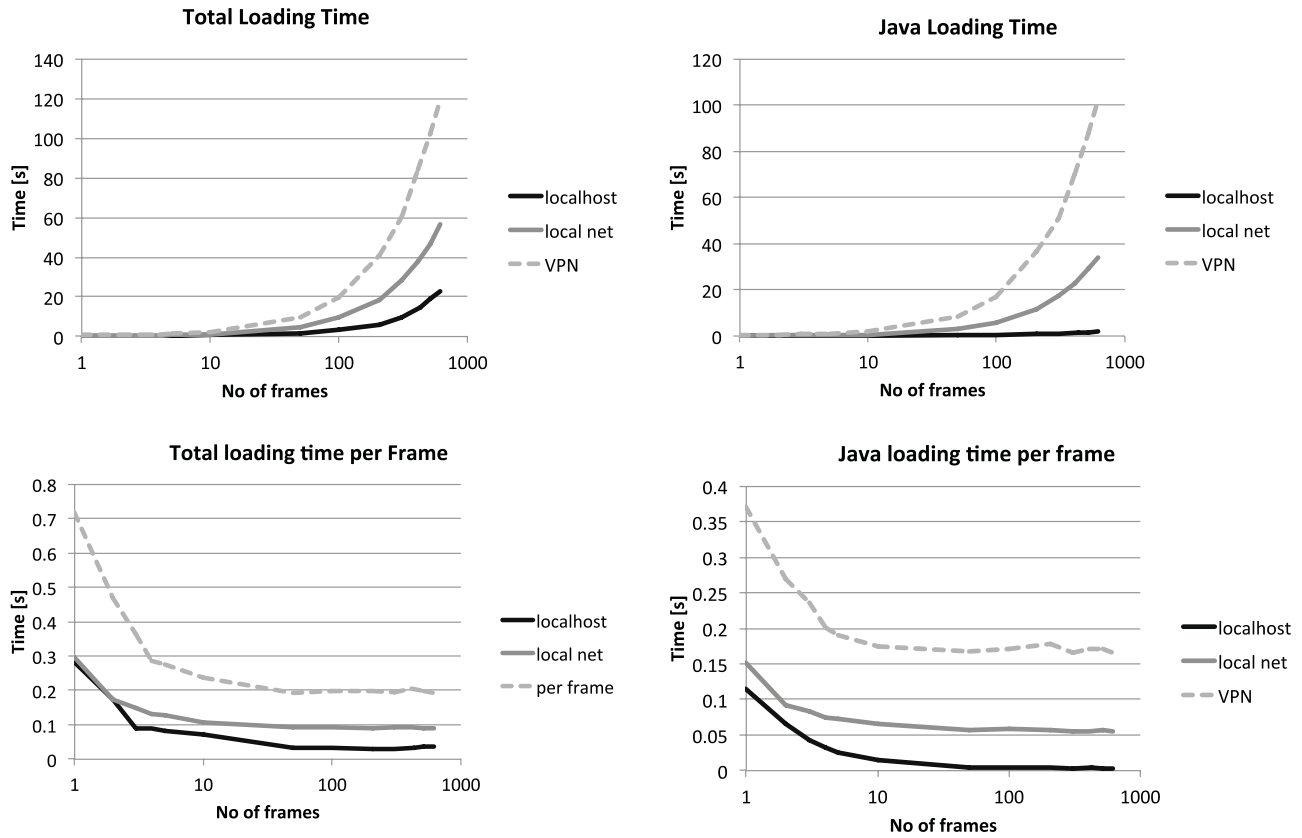 Total Loading Time
140
120
100
80
60
40
20
0
Time [s]
1 10 100 1000
No of frames
localhost
local net
VPN
Java Loading Time
120
100
80
60
40
20
0
Time [s]
1 10 100 1000
No of frames
localhost
local net
VPN
Total loading time per Frame
0.8
0.7
0.6
0.5
0.4
0.3
0.2
0.1
0
Time [s]
1 10 100 1000
No of frames
localhost
local net
per frame
Java loading time per frame
0.4
0.35
0.3
0.25
0.2
0.15
0.1
0.05
0
Time [s]
1 10 100 1000
No of frames
localhost
local net
VPN